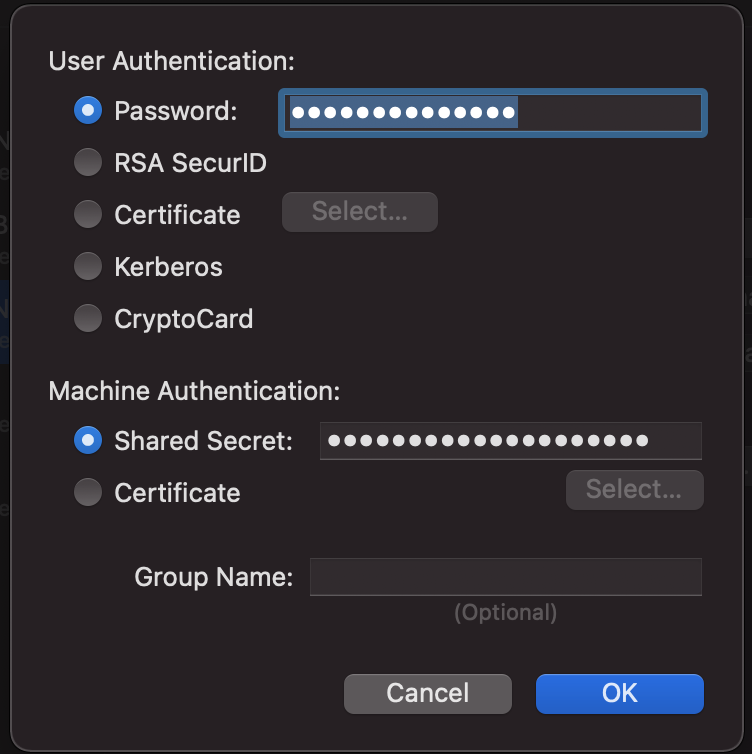 User Authentication:
Password: ••••••••••••••
RSA SecurID
Certificate Select...
Kerberos
CryptoCard
Machine Authentication:
Shared Secret: ••••••••••••••••••••
Certificate Select...
Group Name:
(Optional)
Cancel OK